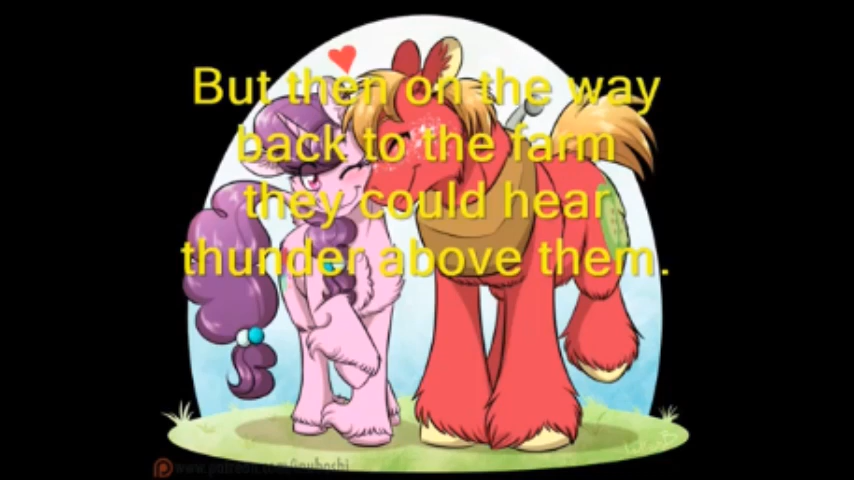 But then on the way
back to the farm
they could hear
thunder above them.